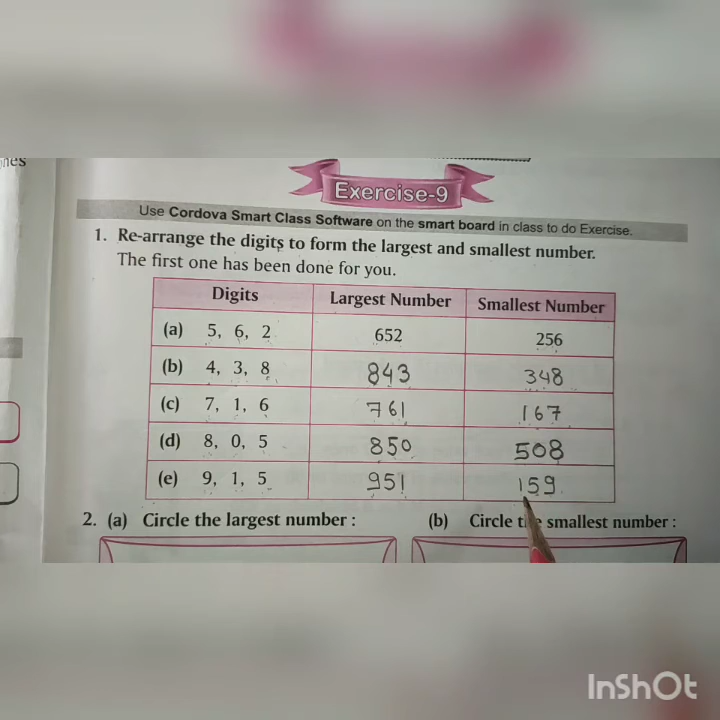 Exercise-9
Use Cordova Smart Class Software on the smart board in class to do Exercise.
1. Re-arrange the digits to form the largest and smallest number.
The first one has been done for you.
Digits Largest Number Smallest Number
(a) 5, 6, 2 652 256
(b) 4, 3, 8 843 348
(c) 7, 1, 6 761 167
(d) 8, 0, 5 850 508
(e) 9, 1, 5 951 159
2. (a) Circle the largest number : (b) Circle the smallest number :
InShOt